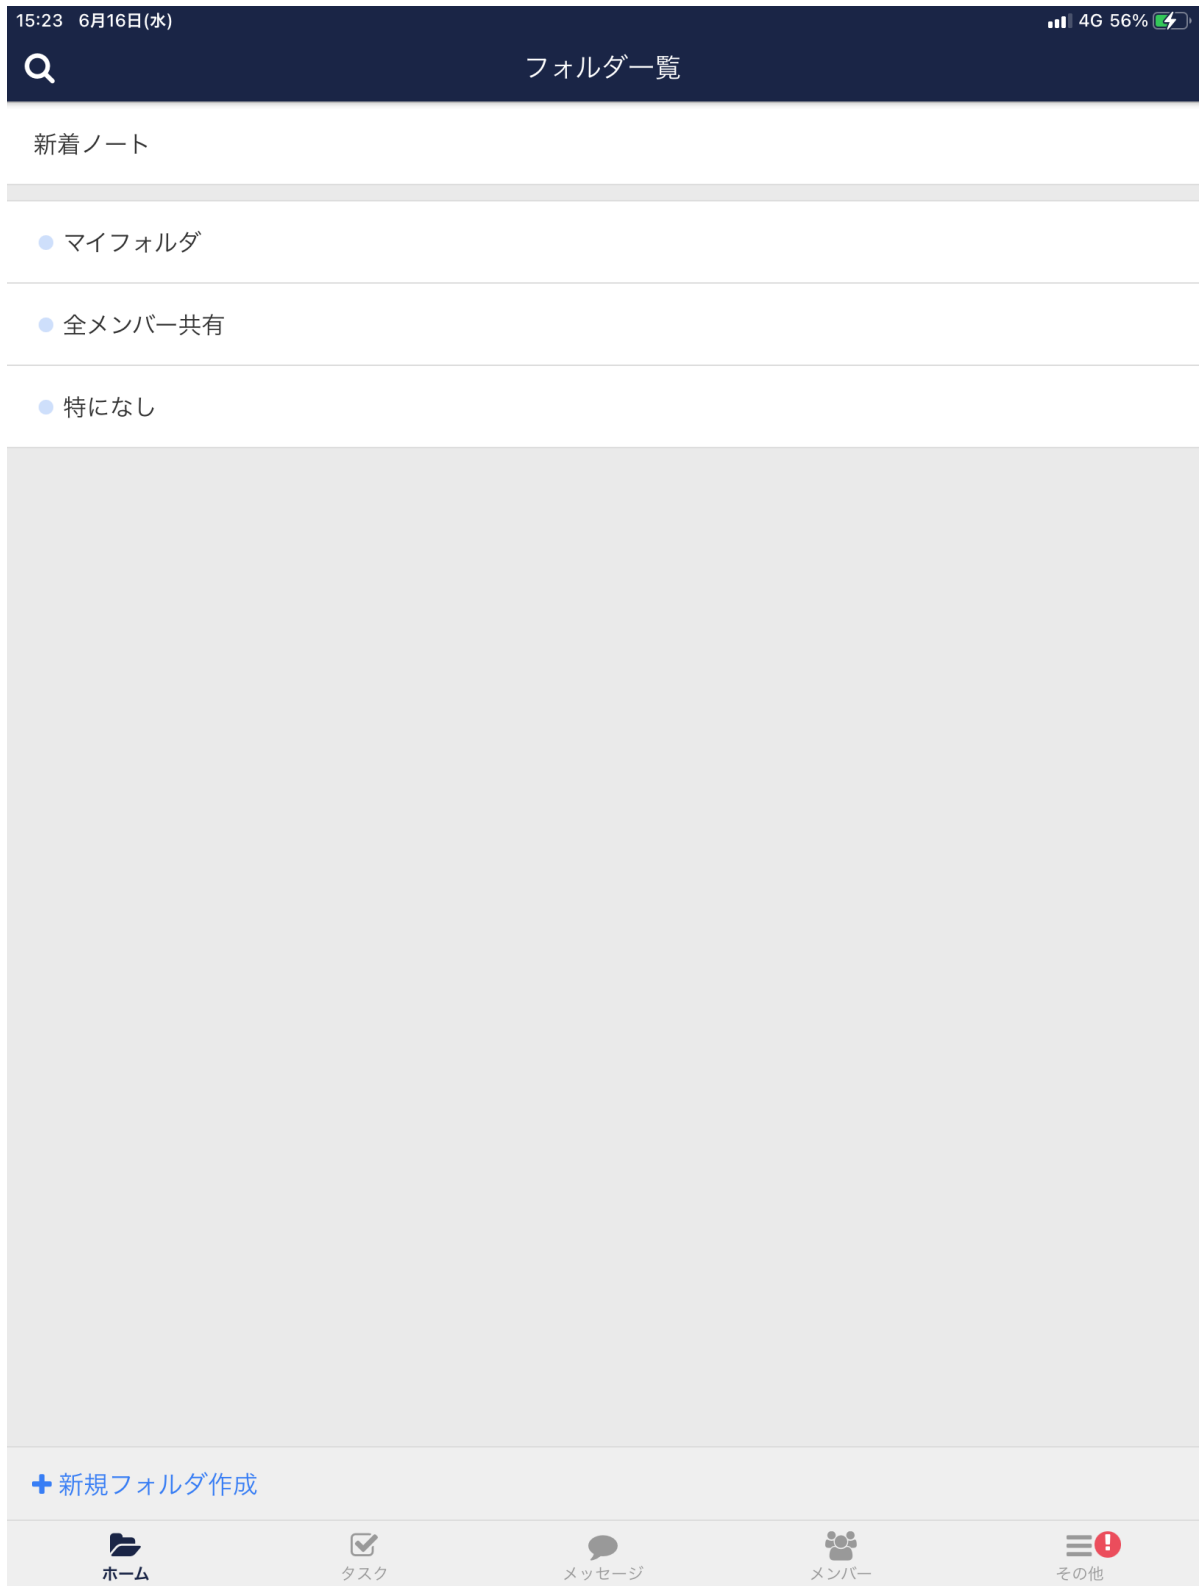 15:23 6月16日(水) 4G 56%
フォルダ一覧
新着ノート
マイフォルダ
全メンバー共有
特になし
新規フォルダ作成
ホーム タスク メッセージ メンバー その他